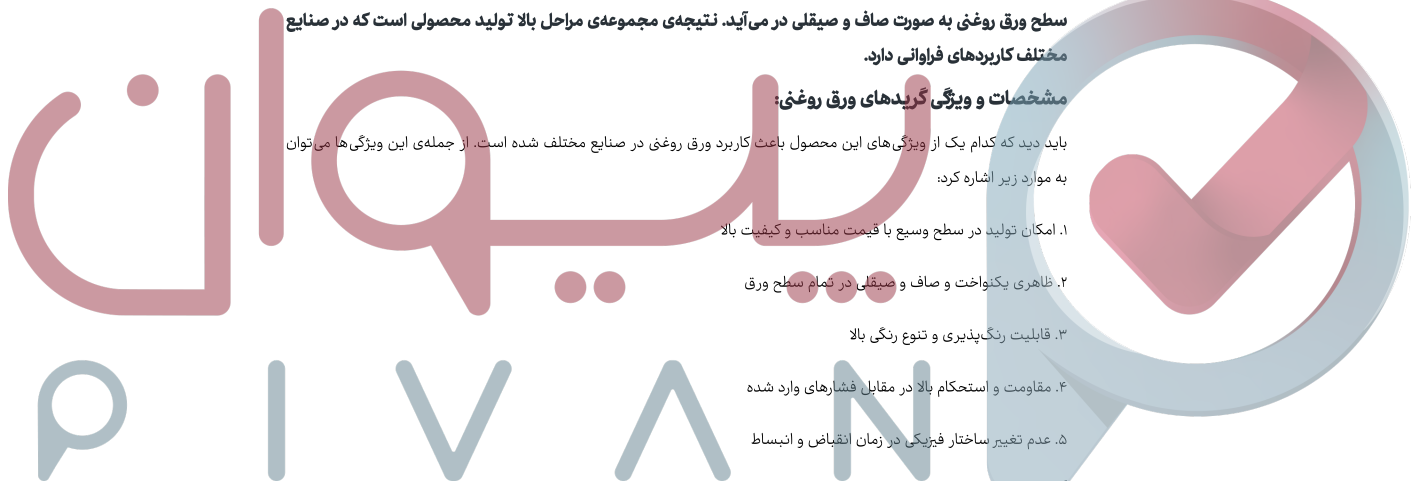 سطح ورق روغنی به صورت صاف و صیقلی در می‌آید. نتیجه‌ی مجموعه‌ی مراحل بالا تولید محصولی است که در صنایع
مختلف کاربردهای فراوانی دارد.
مشخصات و ویژگی گریدهای ورق روغنی:
باید دید که کدام یک از ویژگی‌های این محصول باعث کاربرد ورق روغنی در صنایع مختلف شده است. از جمله‌ی این ویژگی‌ها می‌توان
به موارد زیر اشاره کرد:
۱. امکان تولید در سطح وسیع با قیمت مناسب و کیفیت بالا
۲. ظاهری یکنواخت و صاف و صیقلی در تمام سطح ورق
۳. قابلیت رنگ‌پذیری و تنوع رنگی بالا
۴. مقاومت و استحکام بالا در مقابل فشارهای وارد شده
۵. عدم تغییر ساختار فیزیکی در زمان انقباض و انبساط
پیوان
PIVAN